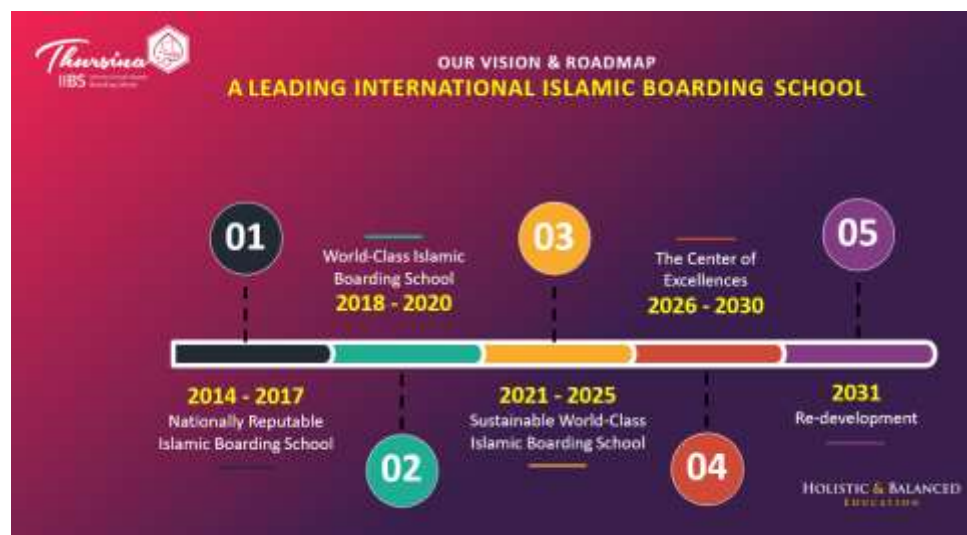 Thursina
IIBS
OUR VISION & ROADMAP
A LEADING INTERNATIONAL ISLAMIC BOARDING SCHOOL
01
2014 - 2017
Nationally Reputable
Islamic Boarding School
World-Class Islamic
Boarding School
2018 - 2020
02
03
2021 - 2025
Sustainable World-Class
Islamic Boarding School
The Center of
Excellences
2026 - 2030
04
05
2031
Re-development
HOLISTIC & BALANCED
EDUCATION